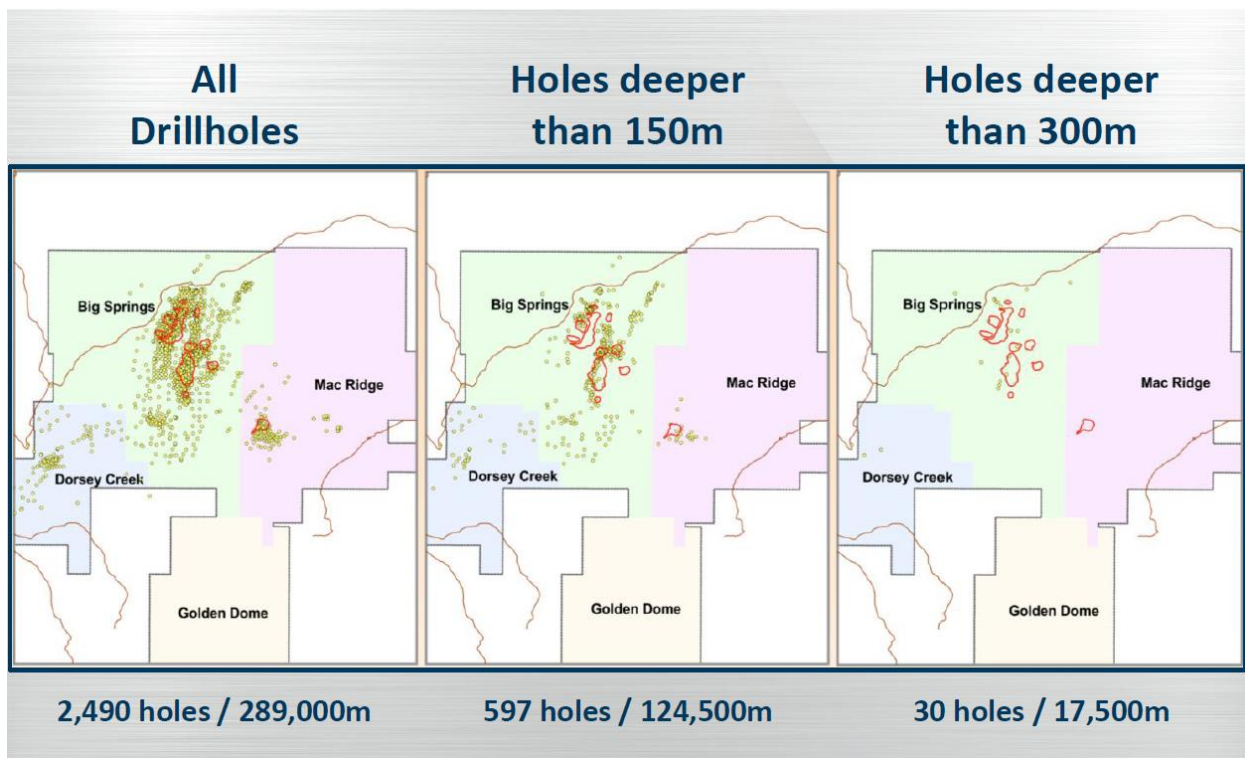 All
Drillholes
Holes deeper
than 150m
Holes deeper
than 300m
Big Springs
Mac Ridge
Dorsey Creek
Golden Dome
Big Springs
Mac Ridge
Dorsey Creek
Golden Dome
Big Springs
Mac Ridge
Dorsey Creek
Golden Dome
2,490 holes / 289,000m
597 holes / 124,500m
30 holes / 17,500m